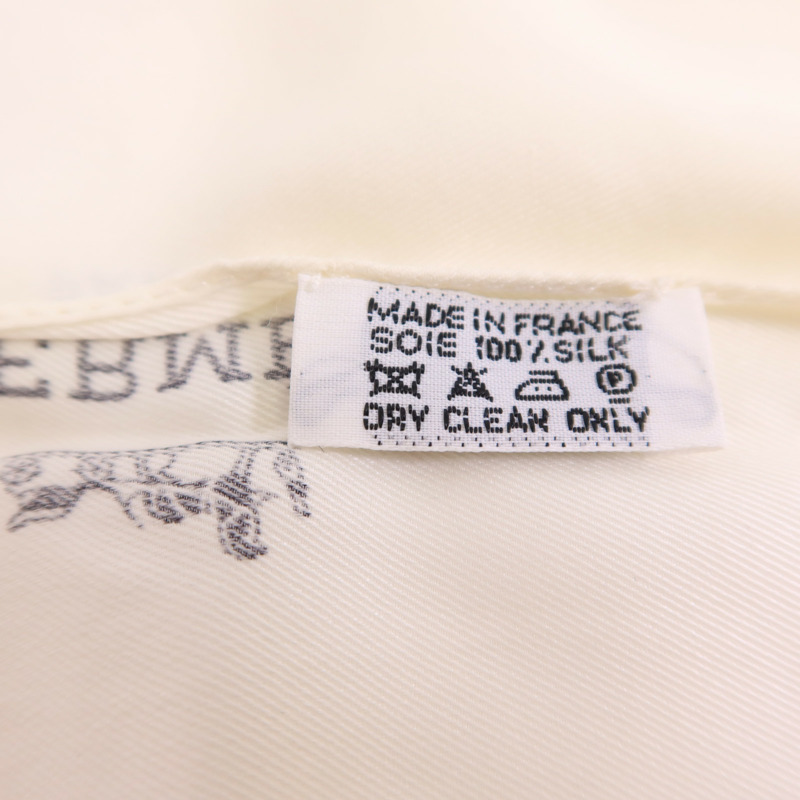 MADE IN FRANCE
SOIE 100% SILK
P
DRY CLEAN ONLY